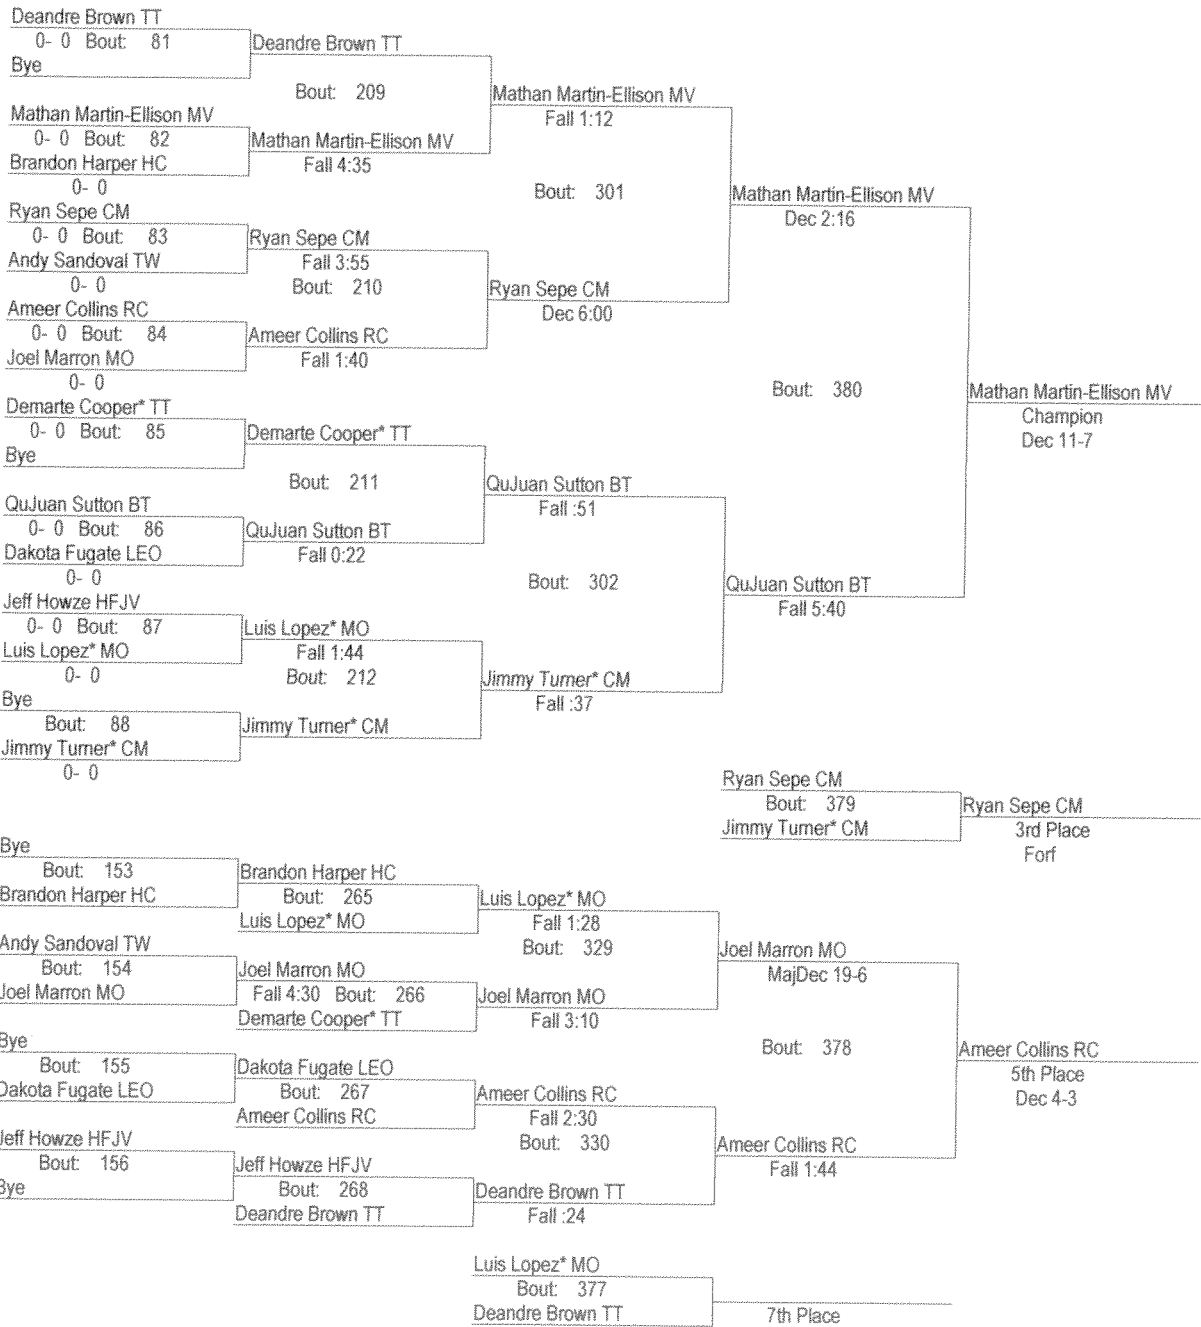 Deandre Brown TT
0- 0 Bout: 81
Bye
Deandre Brown TT
Bout: 209
Mathan Martin-Ellison MV
0- 0 Bout: 82
Brandon Harper HC
0- 0
Mathan Martin-Ellison MV
Fall 4:35
Mathan Martin-Ellison MV
Fall 1:12
Bout: 301
Ryan Sepe CM
0- 0 Bout: 83
Andy Sandoval TW
0- 0
Ryan Sepe CM
Fall 3:55
Bout: 210
Ameer Collins RC
0- 0 Bout: 84
Joel Marron MO
0- 0
Ameer Collins RC
Fall 1:40
Ryan Sepe CM
Dec 6:00
Mathan Martin-Ellison MV
Dec 2:16
Bout: 380
Mathan Martin-Ellison MV
Champion
Dec 11-7
Demarte Cooper* TT
0- 0 Bout: 85
Bye
Demarte Cooper* TT
Bout: 211
QuJuan Sutton BT
0- 0 Bout: 86
Dakota Fugate LEO
0- 0
QuJuan Sutton BT
Fall 0:22
QuJuan Sutton BT
Fall :51
Bout: 302
Jeff Howze HFJV
0- 0 Bout: 87
Luis Lopez* MO
0- 0
Luis Lopez* MO
Fall 1:44
Bout: 212
Bye
Bout: 88
Jimmy Turner* CM
0- 0
Jimmy Turner* CM
Jimmy Turner* CM
Fall :37
QuJuan Sutton BT
Fall 5:40
Ryan Sepe CM
Bout: 379
Jimmy Turner* CM
Ryan Sepe CM
3rd Place
Forf
Bye
Bout: 153
Brandon Harper HC
Brandon Harper HC
Bout: 265
Luis Lopez* MO
Luis Lopez* MO
Fall 1:28
Bout: 329
Andy Sandoval TW
Bout: 154
Joel Marron MO
Joel Marron MO
Fall 4:30 Bout: 266
Demarte Cooper* TT
Joel Marron MO
Fall 3:10
Joel Marron MO
MajDec 19-6
Bout: 378
Bye
Bout: 155
Dakota Fugate LEO
Dakota Fugate LEO
Bout: 267
Ameer Collins RC
Ameer Collins RC
Fall 2:30
Bout: 330
Jeff Howze HFJV
Bout: 156
Bye
Jeff Howze HFJV
Bout: 268
Deandre Brown TT
Deandre Brown TT
Fall :24
Ameer Collins RC
Fall 1:44
Ameer Collins RC
5th Place
Dec 4-3
Luis Lopez* MO
Bout: 377
Deandre Brown TT
7th Place